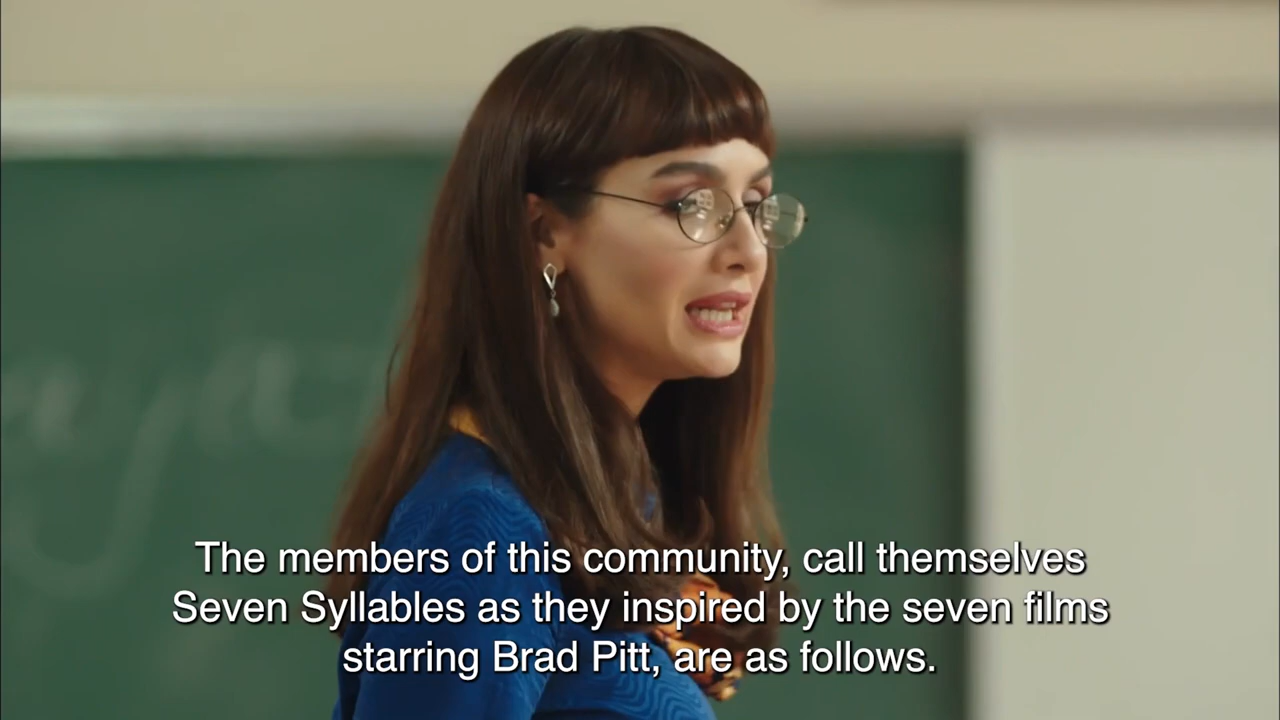 The members of this community, call themselves
Seven Syllables as they inspired by the seven films
starring Brad Pitt, are as follows.